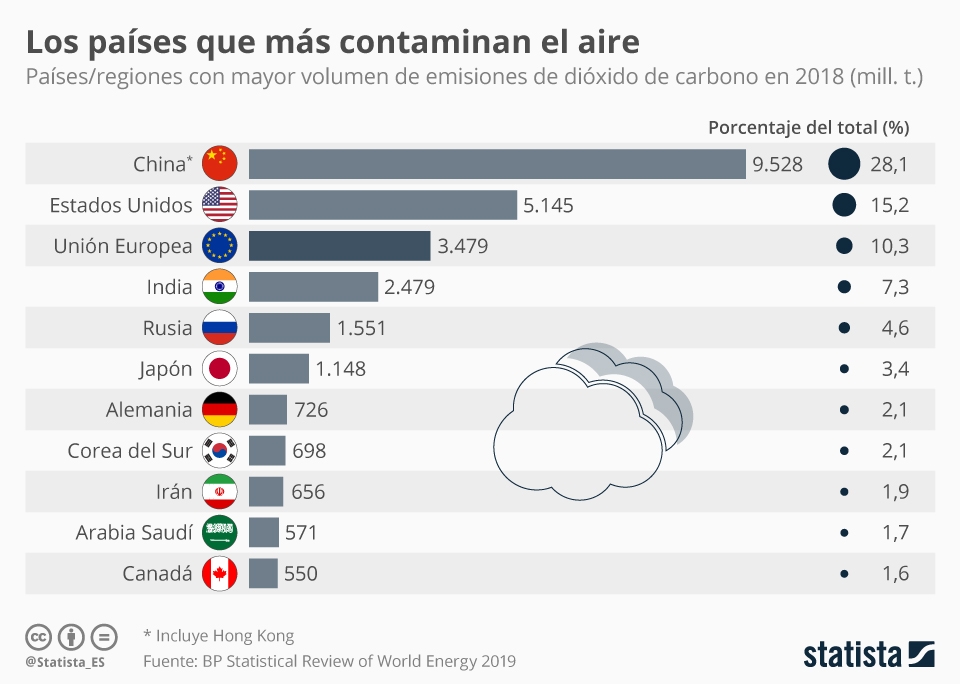 Los países que más contaminan el aire
Países/regiones con mayor volumen de emisiones de dióxido de carbono en 2018 (mill. t.)
Porcentaje del total (%)
China* 9.528 28,1
Estados Unidos 5.145 15,2
Unión Europea 3.479 10,3
India 2.479 7,3
Rusia 1.551 4,6
Japón 1.148 3,4
Alemania 726 2,1
Corea del Sur 698 2,1
Irán 656 1,9
Arabia Saudí 571 1,7
Canadá 550 1,6
cc
@Statista_ES
* Incluye Hong Kong
Fuente: BP Statistical Review of World Energy 2019
statista